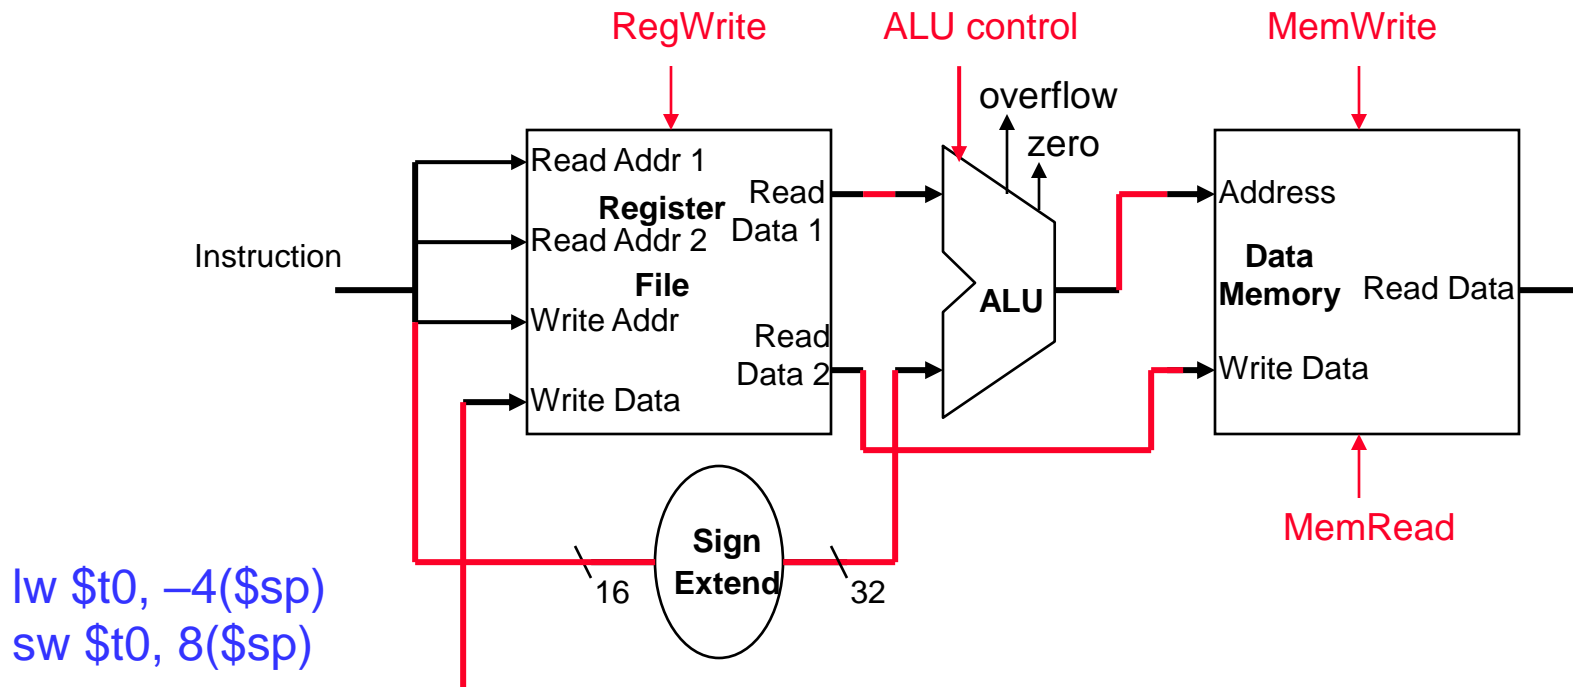 RegWrite
ALU control
MemWrite
overflow
zero
Read Addr 1
Register
Read Addr 2
File
Write Addr
Write Data
Read
Data 1
Read
Data 2
Instruction
ALU
Address
Data
Memory
Read Data
Write Data
MemRead
Sign
Extend
16
32
lw $t0, –4($sp)
sw $t0, 8($sp)